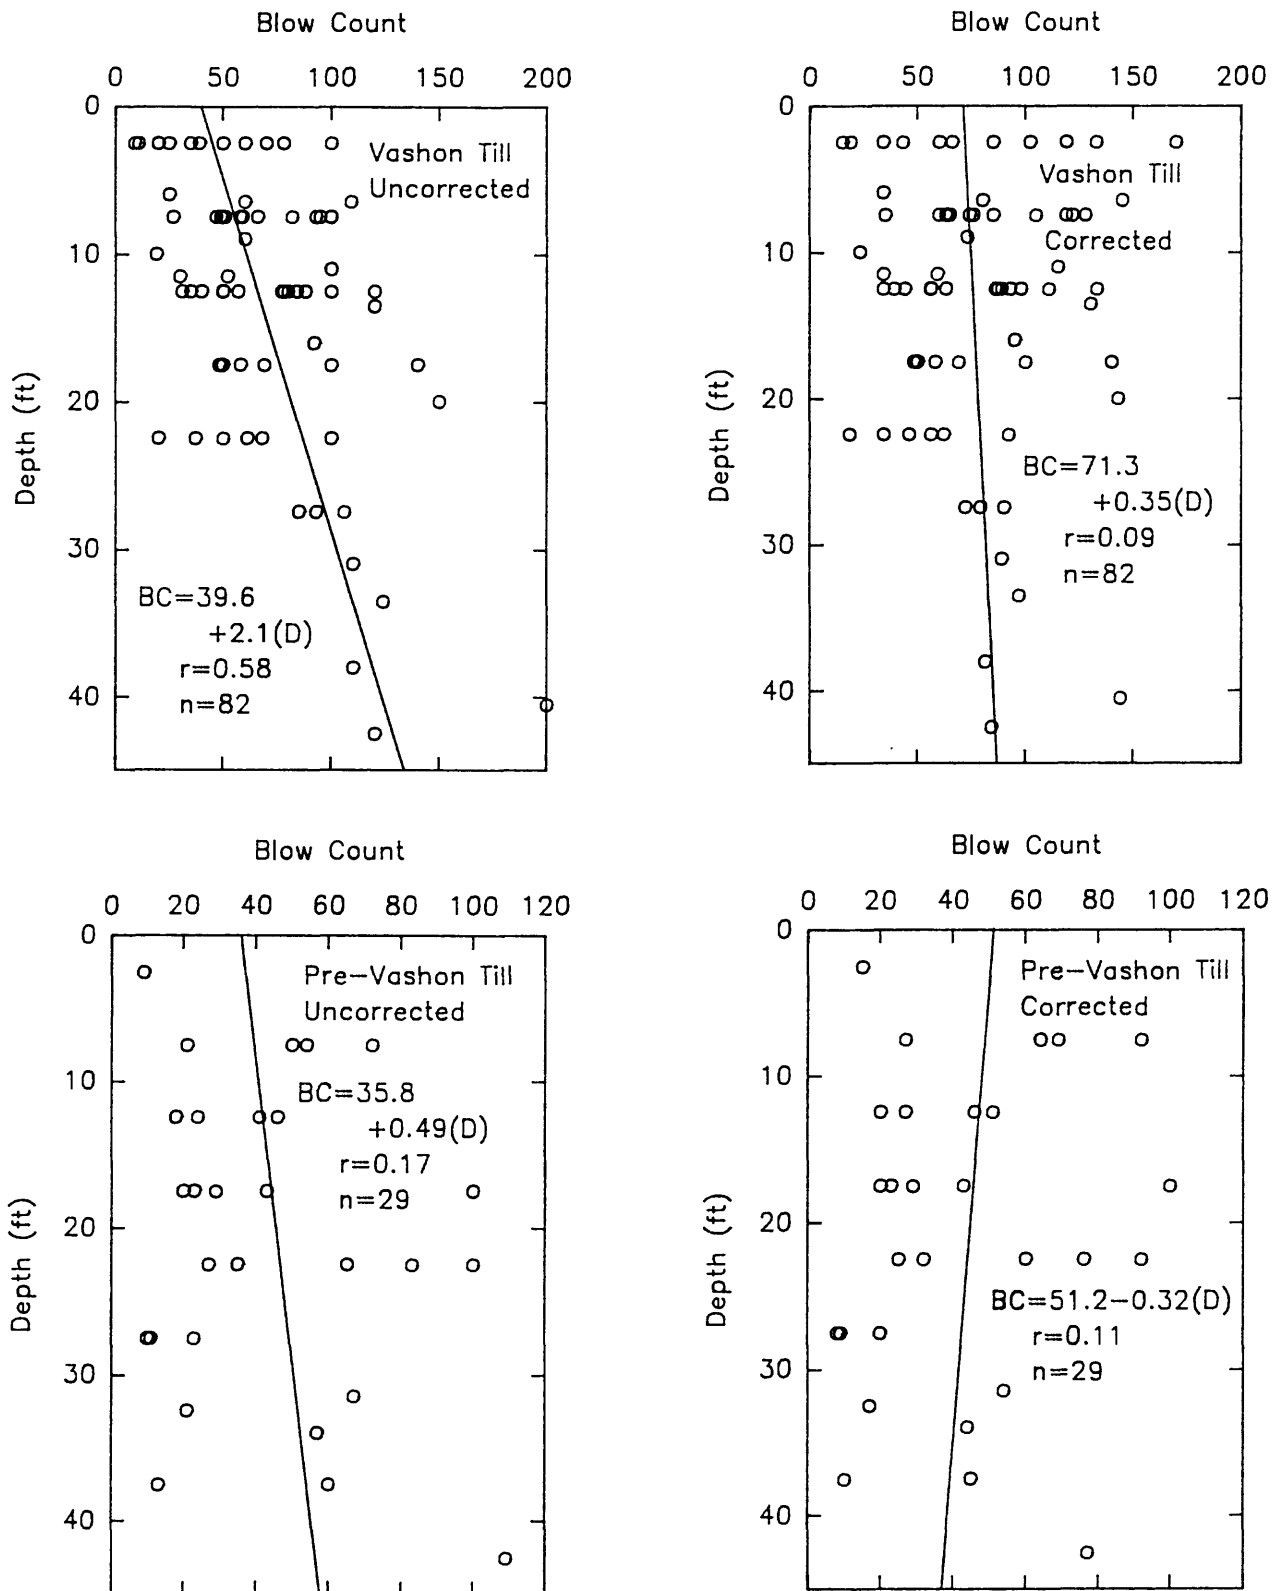 Blow Count
0 50 100 150 200
0
10
20
30
40
Depth (ft)
Vashon Till
Uncorrected
BC=39.6
+2.1(D)
r=0.58
n=82
Blow Count
0 50 100 150 200
0
10
20
30
40
Depth (ft)
Vashon Till
Corrected
BC=71.3
+0.35(D)
r=0.09
n=82
Blow Count
0 20 40 60 80 100 120
0
10
20
30
40
Depth (ft)
Pre-Vashon Till
Uncorrected
BC=35.8
+0.49(D)
r=0.17
n=29
Blow Count
0 20 40 60 80 100 120
0
10
20
30
40
Depth (ft)
Pre-Vashon Till
Corrected
BC=51.2-0.32(D)
r=0.11
n=29